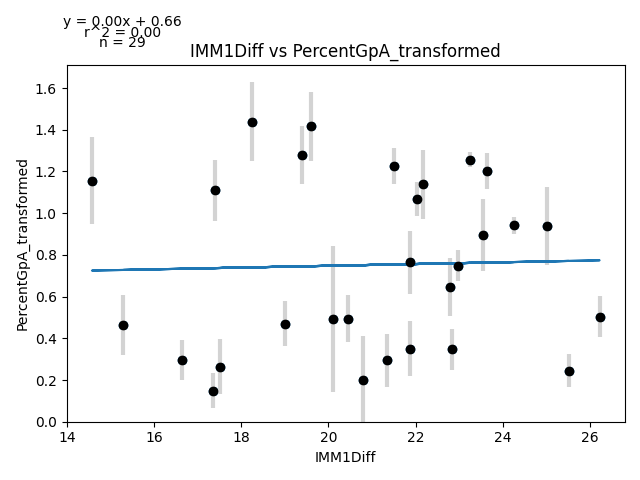 y = 0.00x + 0.66
r^2 = 0.00
n = 29
IMM1Diff vs PercentGpA_transformed
PercentGpA_transformed
1.6
1.4
1.2
1.0
0.8
0.6
0.4
0.2
0.0
14 16 18 20 22 24 26
IMM1Diff